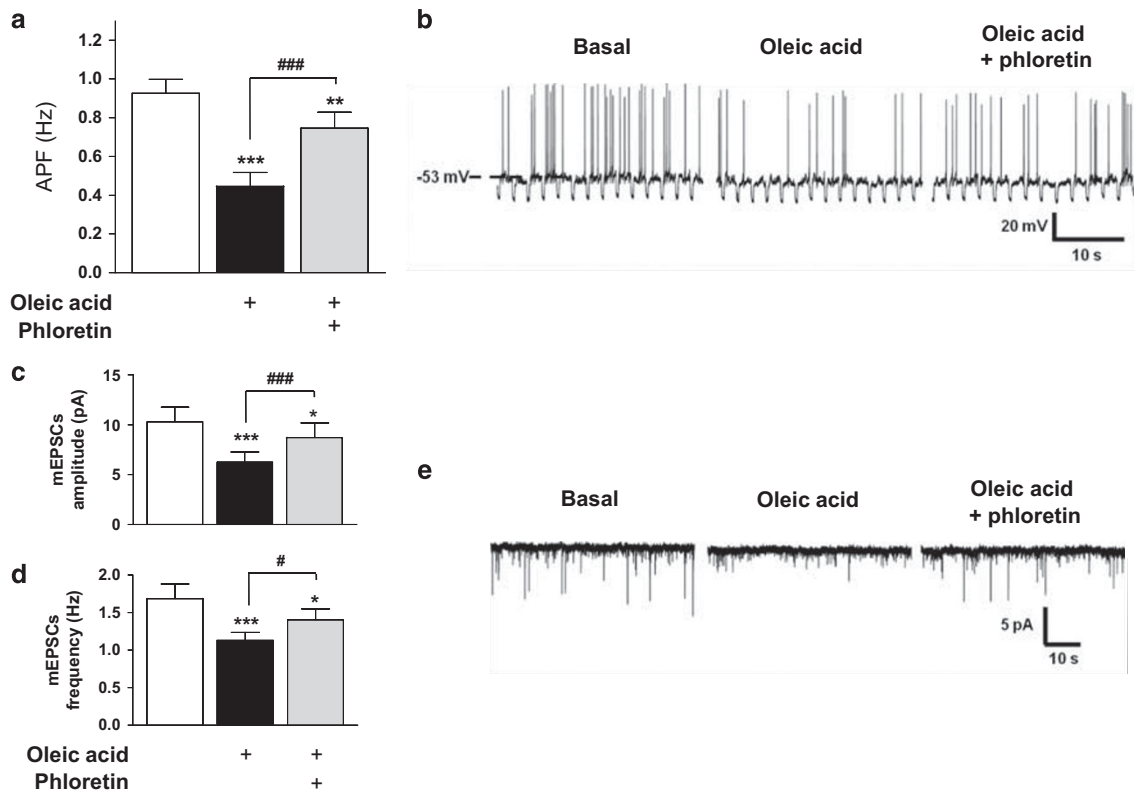 a
1.2
1.0
0.8
0.6
0.4
0.2
0.0
APF (Hz)
###
***
**
Oleic acid + +
Phloretin +
b
Basal
Oleic acid
Oleic acid
+ phloretin
-53 mV
20 mV
10 s
c
15
10
5
0
mEPSCs
amplitude (pA)
###
***
*
d
2.0
1.5
1.0
0.5
0.0
mEPSCs
frequency (Hz)
#
***
*
Oleic acid + +
Phloretin +
e
Basal
Oleic acid
Oleic acid
+ phloretin
5 pA
10 s